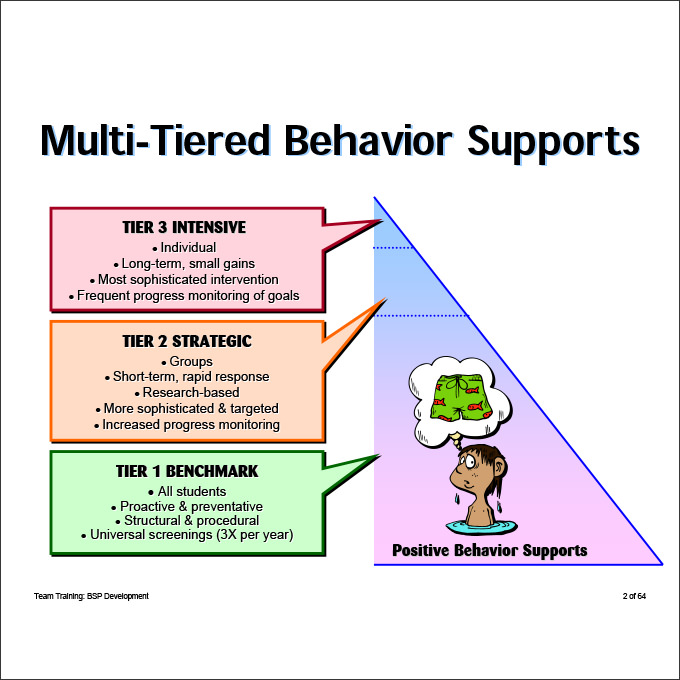 Multi-Tiered Behavior Supports
TIER 3 INTENSIVE
• Individual
• Long-term, small gains
• Most sophisticated intervention
• Frequent progress monitoring of goals
TIER 2 STRATEGIC
• Groups
• Short-term, rapid response
• Research-based
• More sophisticated & targeted
• Increased progress monitoring
TIER 1 BENCHMARK
• All students
• Proactive & preventative
• Structural & procedural
• Universal screenings (3X per year)
Positive Behavior Supports
Team Training: BSP Development
2 of 64